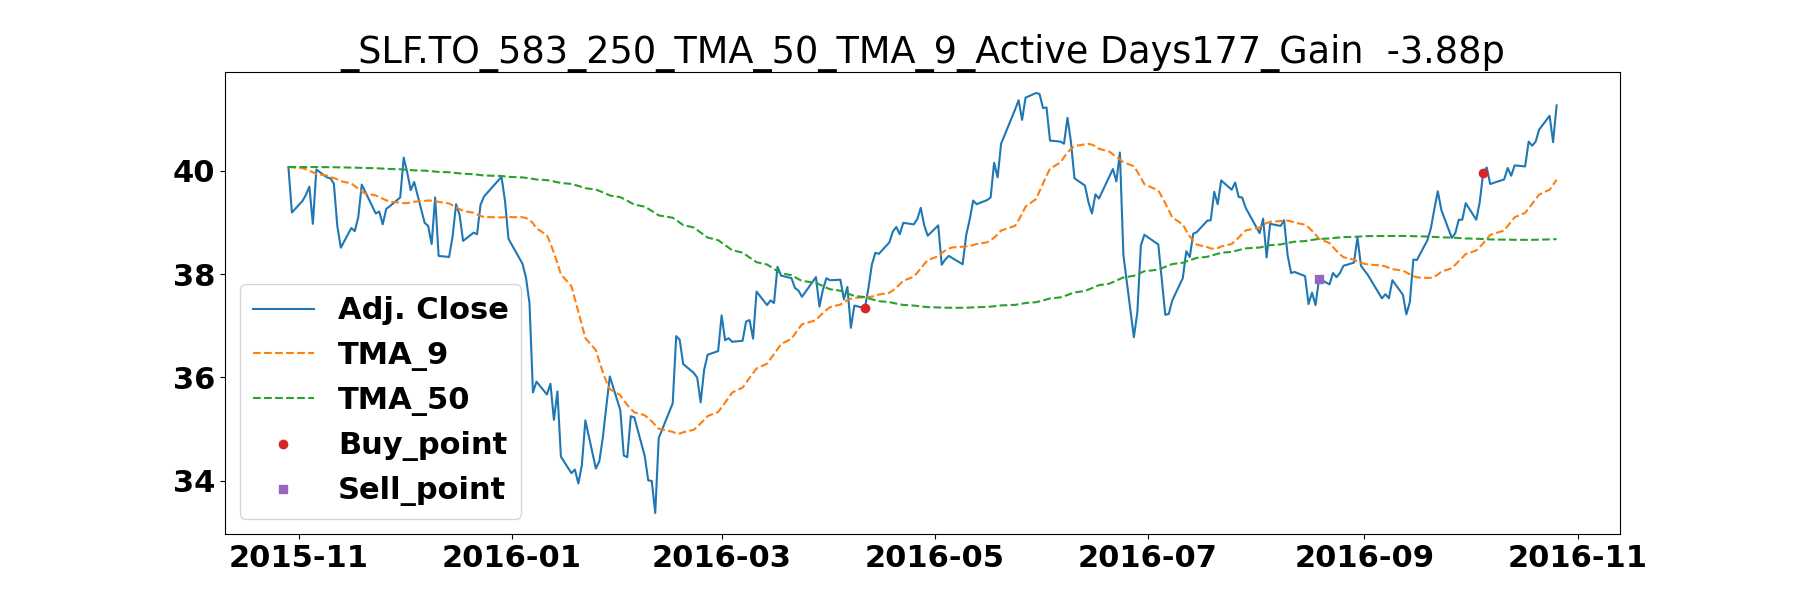 _SLF.TO_583_250_TMA_50_TMA_9_Active Days177_Gain  -3.88p
40
38
36
34
Adj. Close
TMA_9
TMA_50
Buy_point
Sell_point
2015-11 2016-01 2016-03 2016-05 2016-07 2016-09 2016-11